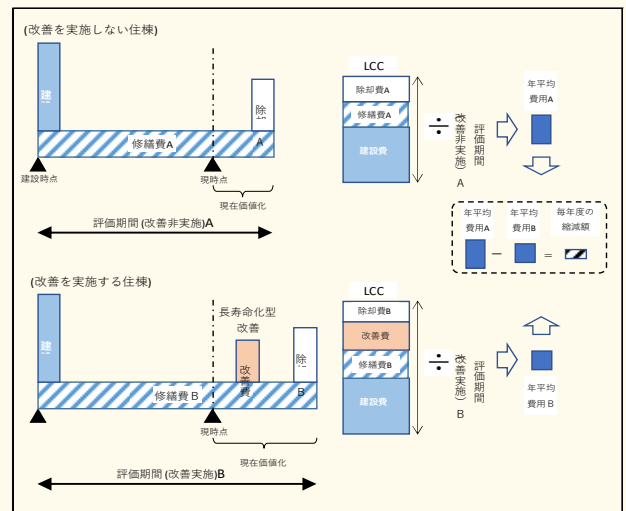 (改善を実施しない住棟)
建
除
却
修繕費A
A
建設時点
現時点
現在価値化
評価期間 (改善非実施)A
LCC
除却費A
修繕費A
建設費
÷
評価期間
(改善非実施)
A
年平均
費用A
年平均
費用A
年平均
費用B
毎年度の
縮減額
−
=
(改善を実施する住棟)
建
長寿命化型
改善
改善費
除
修繕費B
B
現時点
現在価値化
評価期間 (改善実施)B
LCC
除却費B
改善費
修繕費B
建設費
÷
評価期間
(改善実施)
B
年平均
費用B